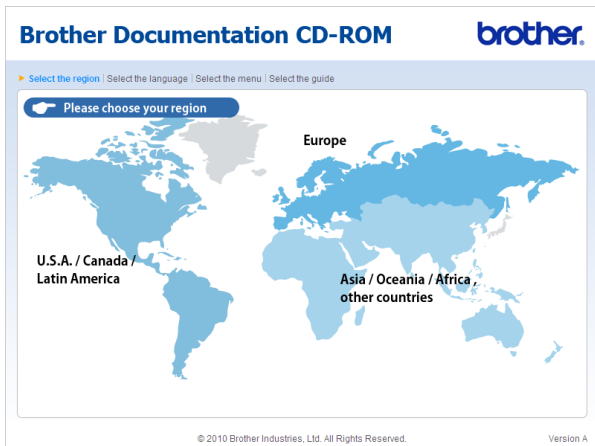 Brother Documentation CD-ROM
brother.
Select the region | Select the language | Select the menu | Select the guide
Please choose your region
Europe
U.S.A. / Canada /
Latin America
Asia / Oceania / Africa ,
other countries
© 2010 Brother Industries, Ltd. All Rights Reserved.
Version A